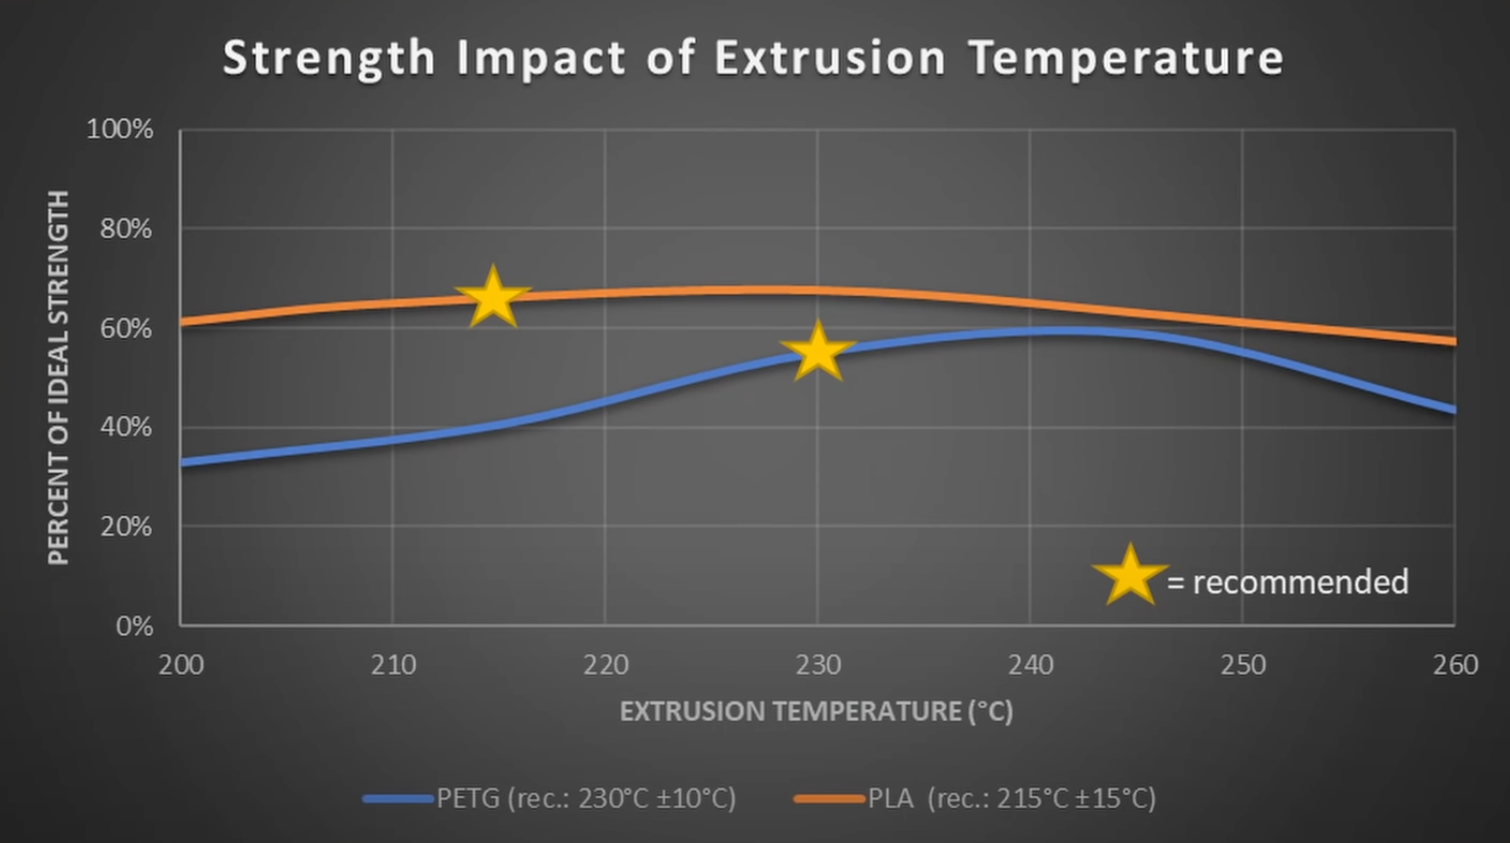 Strength Impact of Extrusion Temperature
100%
80%
60%
40%
20%
0%
PERCENT OF IDEAL STRENGTH
= recommended
200 210 220 230 240 250 260
EXTRUSION TEMPERATURE (°C)
PETG (rec.: 230°C ±10°C) PLA (rec.: 215°C ±15°C)